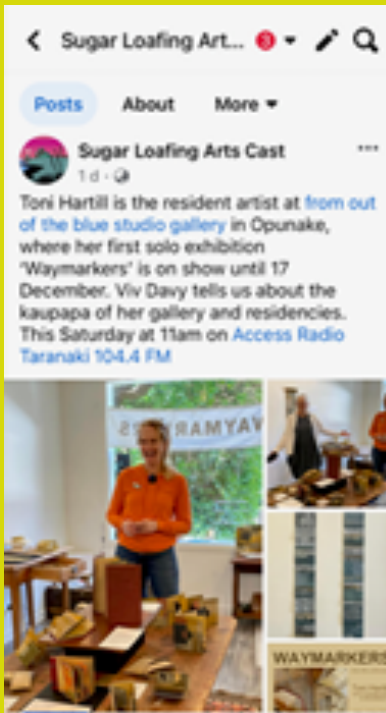 Sugar Loafing Art... 3
Posts About More
Sugar Loafing Arts Cast
1 d
Toni Hartill is the resident artist at from out
of the blue studio gallery in Opunake,
where her first solo exhibition
'Waymarkers' is on show until 17
December. Viv Davy tells us about the
kaupapa of her gallery and residencies.
This Saturday at 11am on Access Radio
Taranaki 104.4 FM
WAYMARKERS
WAYMARKERS